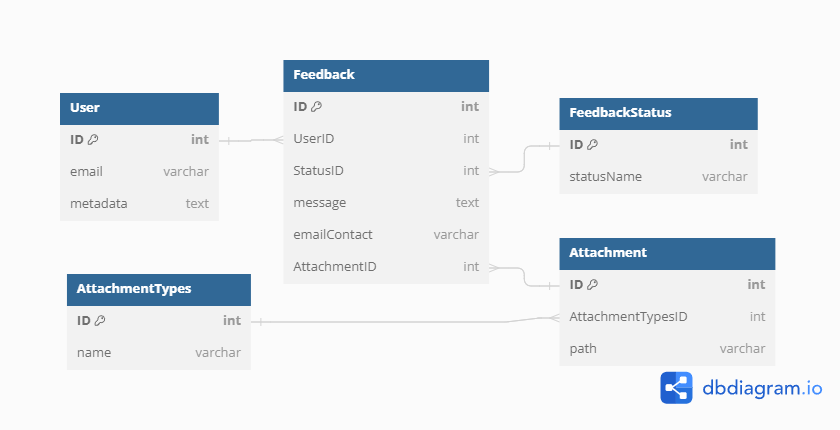 User
ID int
email varchar
metadata text
Feedback
ID int
UserID int
StatusID int
message text
emailContact varchar
AttachmentID int
FeedbackStatus
ID int
statusName varchar
AttachmentTypes
ID int
name varchar
Attachment
ID int
AttachmentTypesID int
path varchar
dbdiagram.io